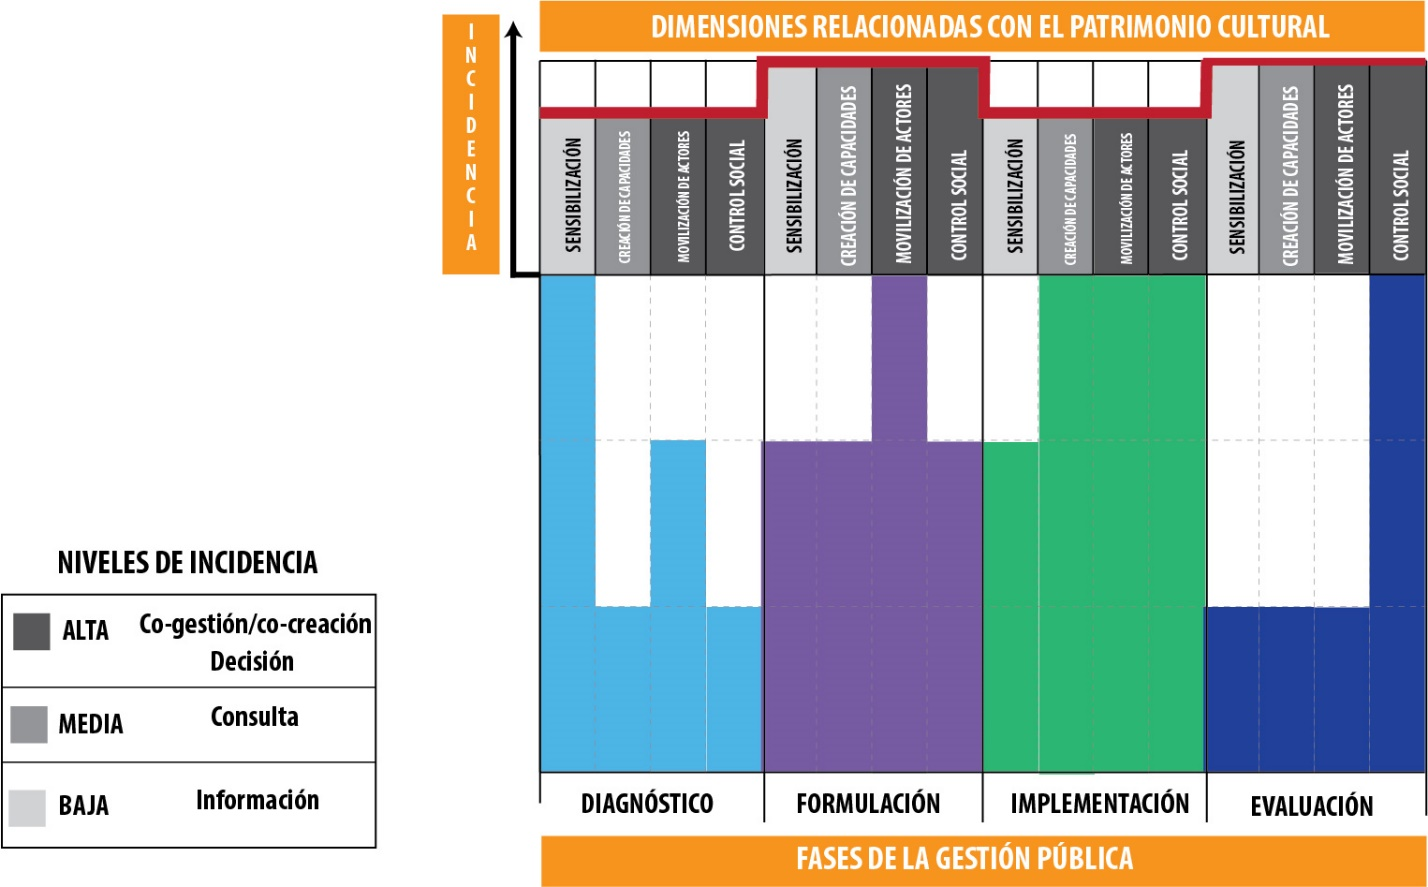 DIMENSIONES RELACIONADAS CON EL PATRIMONIO CULTURAL
INCIDENCIA
SENSIBILIZACIÓN
CREACIÓN DE CAPACIDADES
MOVILIZACIÓN DE ACTORES
CONTROL SOCIAL
SENSIBILIZACIÓN
CREACIÓN DE CAPACIDADES
MOVILIZACIÓN DE ACTORES
CONTROL SOCIAL
SENSIBILIZACIÓN
CREACIÓN DE CAPACIDADES
MOVILIZACIÓN DE ACTORES
CONTROL SOCIAL
SENSIBILIZACIÓN
CREACIÓN DE CAPACIDADES
MOVILIZACIÓN DE ACTORES
CONTROL SOCIAL
NIVELES DE INCIDENCIA
ALTA Co-gestión/co-creación
Decisión
MEDIA Consulta
BAJA Información
DIAGNÓSTICO
FORMULACIÓN
IMPLEMENTACIÓN
EVALUACIÓN
FASES DE LA GESTIÓN PÚBLICA